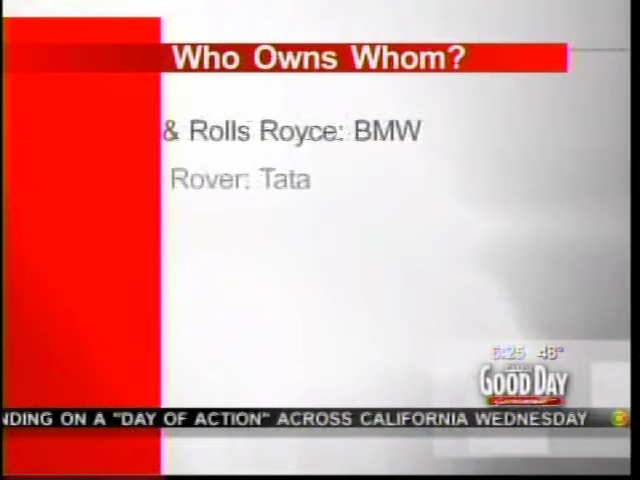 Who Owns Whom?
& Rolls Royce: BMW
Rover: Tata
6:25 48°
GOOD DAY
NDING ON A "DAY OF ACTION" ACROSS CALIFORNIA WEDNESDAY